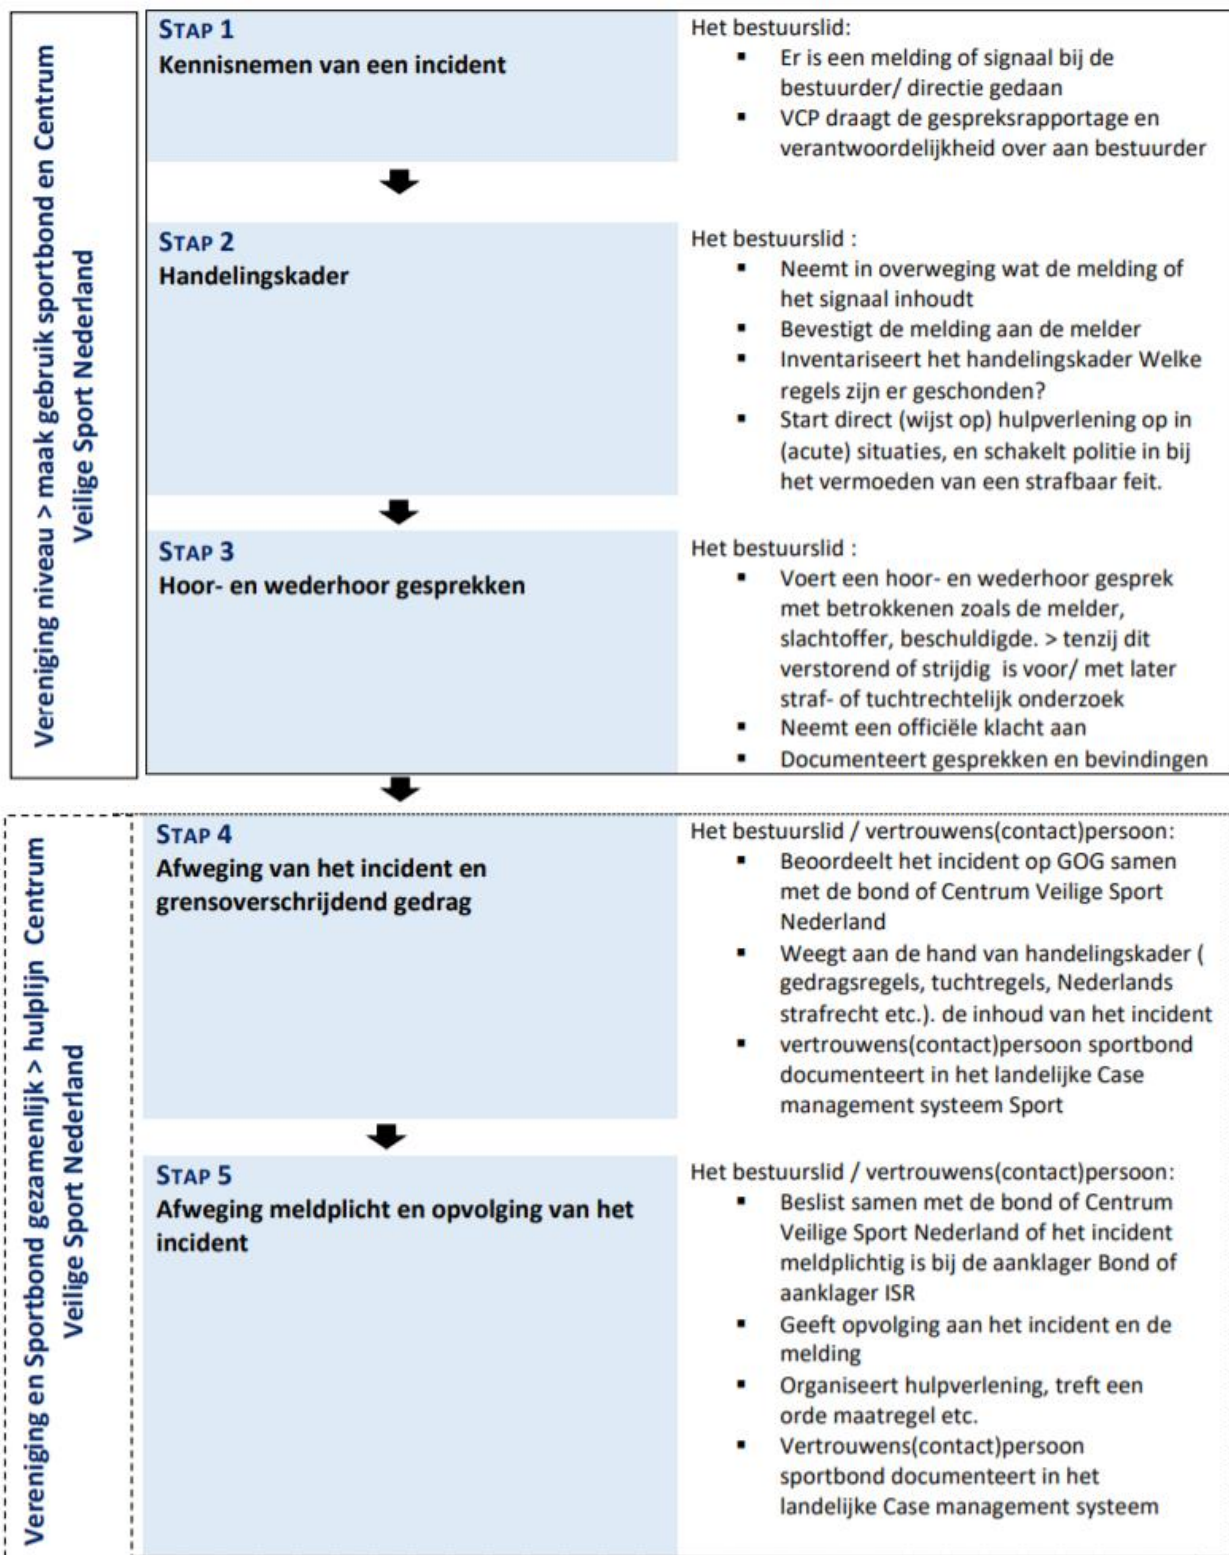 Vereniging niveau > maak gebruik sportbond en Centrum
Veilige Sport Nederland
STAP 1
Kennisnemen van een incident
Het bestuurslid:
▪ Er is een melding of signaal bij de
bestuurder/ directie gedaan
▪ VCP draagt de gespreksrapportage en
verantwoordelijkheid over aan bestuurder
STAP 2
Handelingskader
Het bestuurslid :
▪ Neemt in overweging wat de melding of
het signaal inhoudt
▪ Bevestigt de melding aan de melder
▪ Inventariseert het handelingskader Welke
regels zijn er geschonden?
▪ Start direct (wijst op) hulpverlening op in
(acute) situaties, en schakelt politie in bij
het vermoeden van een strafbaar feit.
STAP 3
Hoor- en wederhoor gesprekken
Het bestuurslid :
▪ Voert een hoor- en wederhoor gesprek
met betrokkenen zoals de melder,
slachtoffer, beschuldigde. > tenzij dit
verstorend of strijdig is voor/ met later
straf- of tuchtrechtelijk onderzoek
▪ Neemt een officiële klacht aan
▪ Documenteert gesprekken en bevindingen
Vereniging en Sportbond gezamenlijk > hulplijn Centrum
Veilige Sport Nederland
STAP 4
Afweging van het incident en
grensoverschrijdend gedrag
Het bestuurslid / vertrouwens(contact)persoon:
▪ Beoordeelt het incident op GOG samen
met de bond of Centrum Veilige Sport
Nederland
▪ Weegt aan de hand van handelingskader (
gedragsregels, tuchtregels, Nederlands
strafrecht etc.). de inhoud van het incident
▪ vertrouwens(contact)persoon sportbond
documenteert in het landelijke Case
management systeem Sport
STAP 5
Afweging meldplicht en opvolging van het
incident
Het bestuurslid / vertrouwens(contact)persoon:
▪ Beslist samen met de bond of Centrum
Veilige Sport Nederland of het incident
meldplichtig is bij de aanklager Bond of
aanklager ISR
▪ Geeft opvolging aan het incident en de
melding
▪ Organiseert hulpverlening, treft een
orde maatregel etc.
▪ Vertrouwens(contact)persoon
sportbond documenteert in het
landelijke Case management systeem